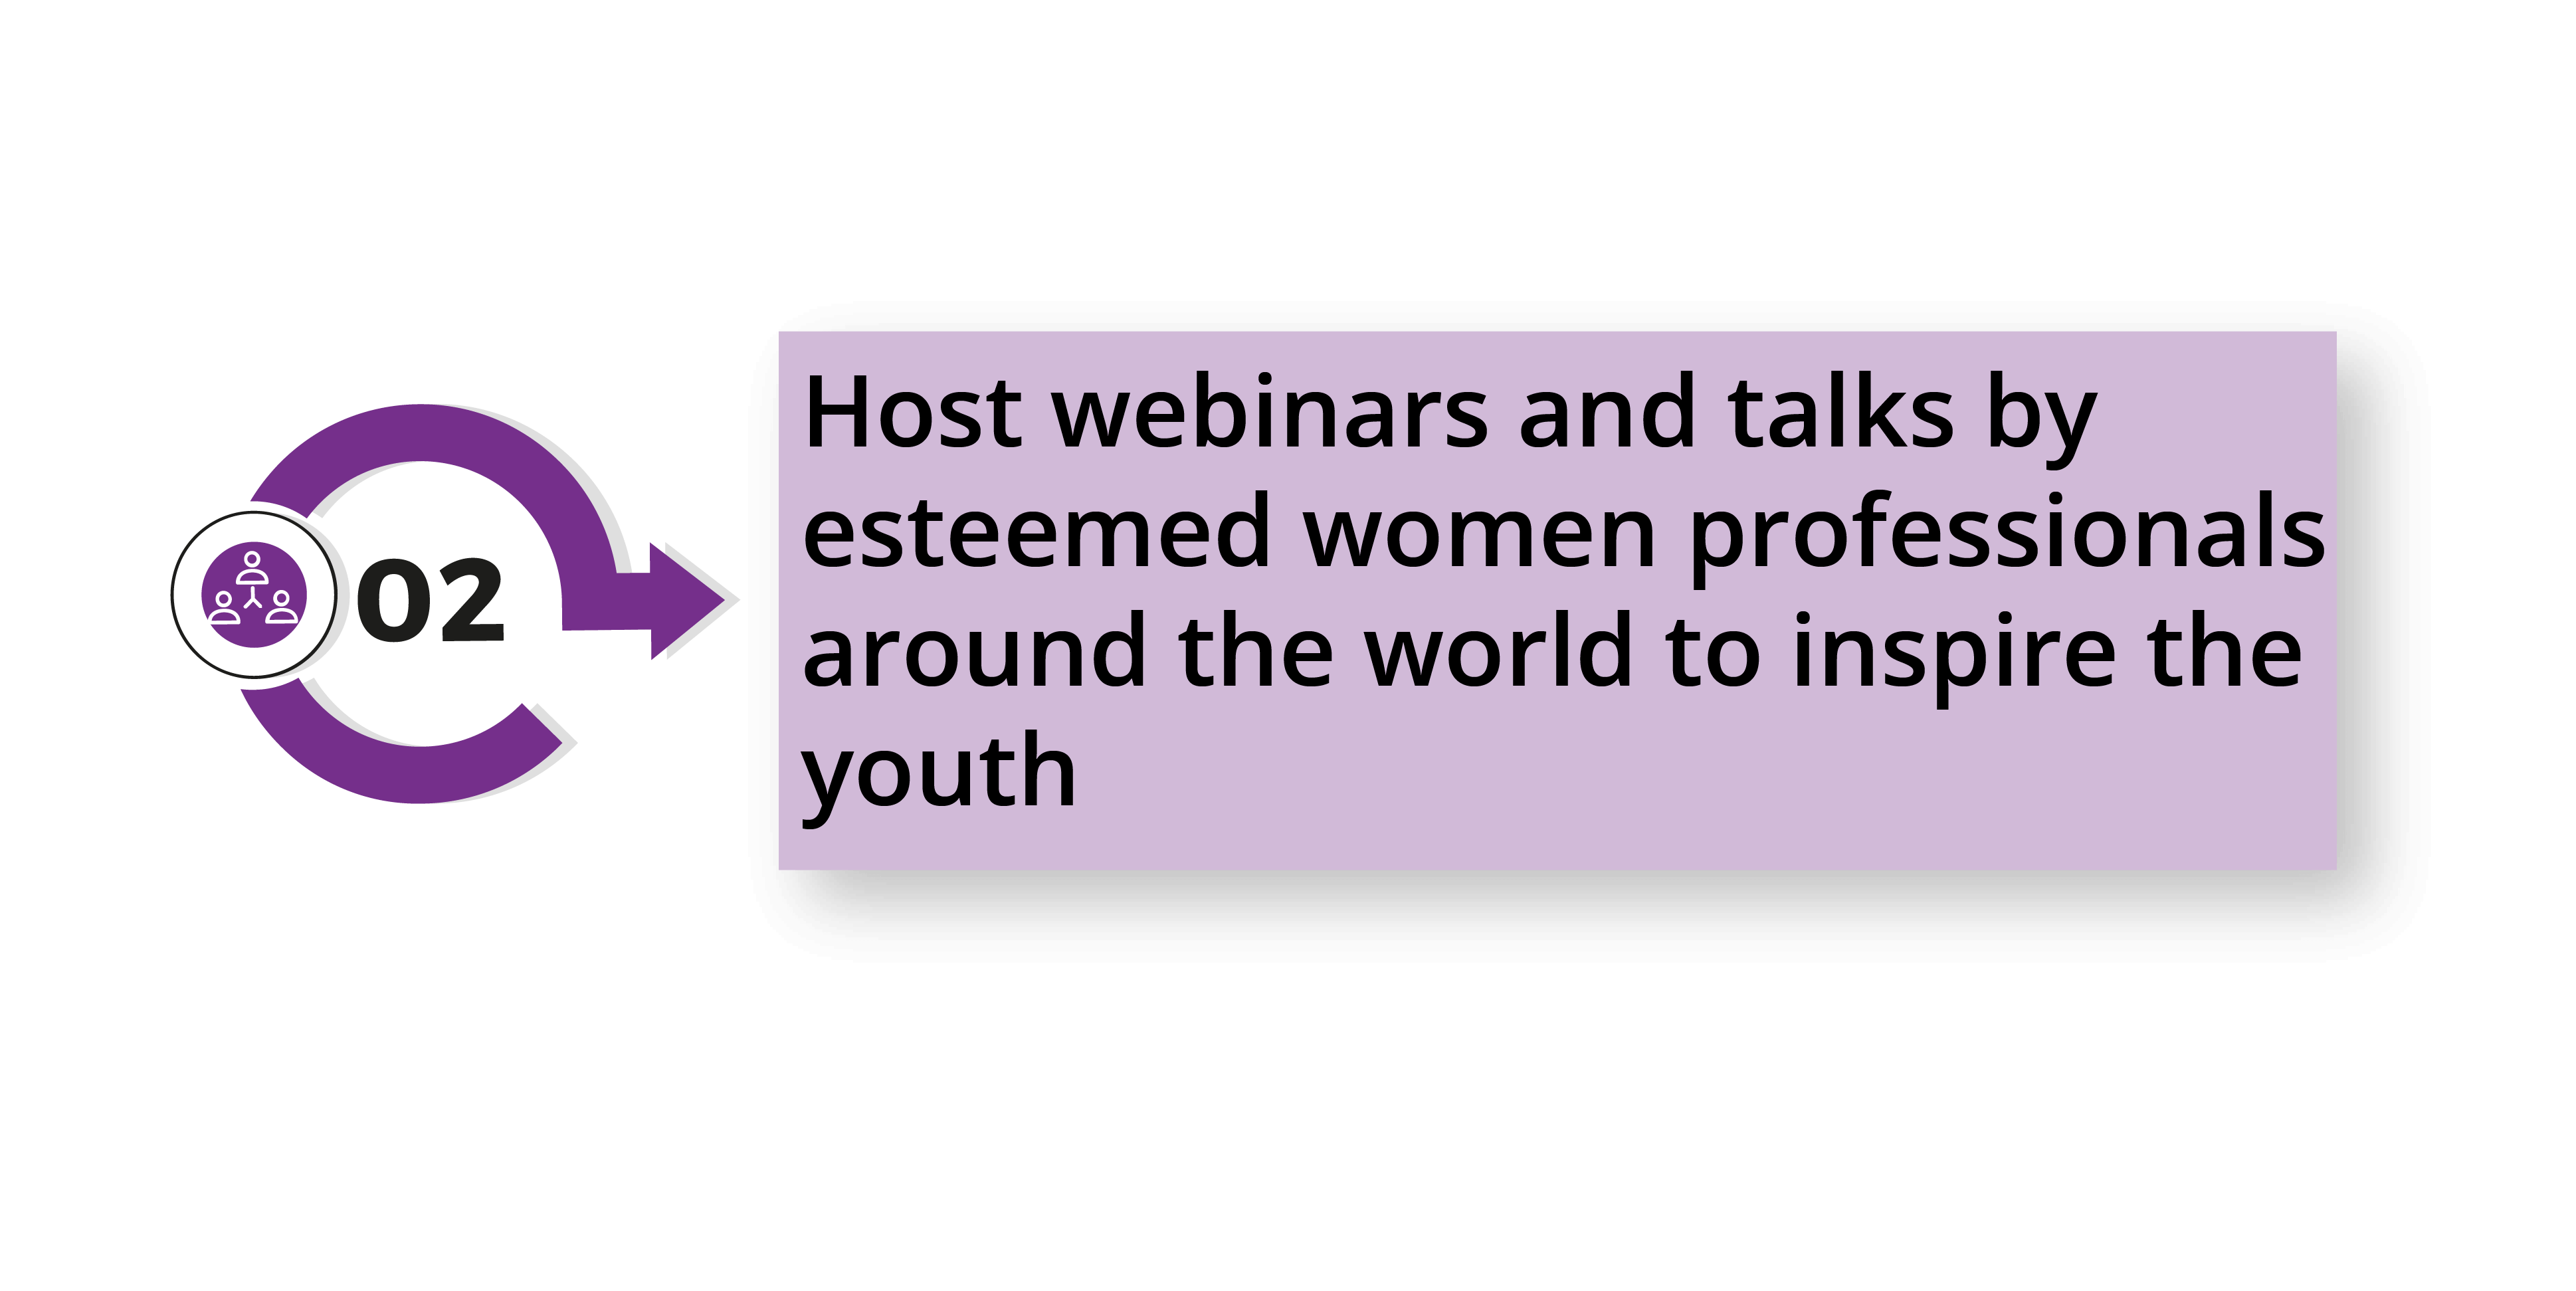 02
Host webinars and talks by
esteemed women professionals
around the world to inspire the
youth